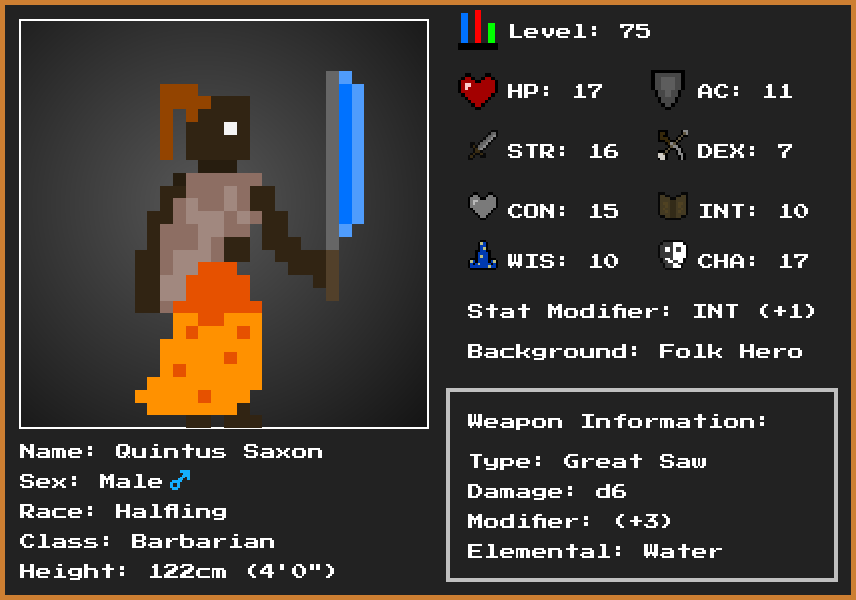 Level: 75
HP: 17 AC: 11
STR: 16 DEX: 7
CON: 15 INT: 10
WIS: 10 CHA: 17
Stat Modifier: INT (+1)
Background: Folk Hero
Weapon Information:
Type: Great Saw
Damage: d6
Modifier: (+3)
Elemental: Water
Name: Quintus Saxon
Sex: Male ♂
Race: Halfling
Class: Barbarian
Height: 122cm (4'0")